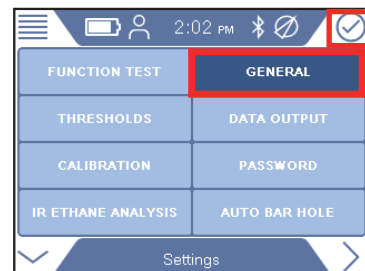 2:02 PM
FUNCTION TEST GENERAL
THRESHOLDS DATA OUTPUT
CALIBRATION PASSWORD
IR ETHANE ANALYSIS AUTO BAR HOLE
Settings